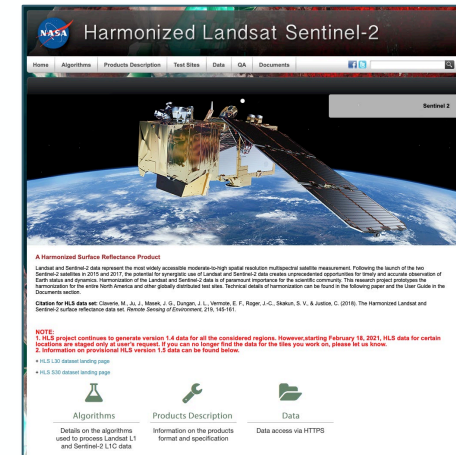 NASA
Harmonized Landsat Sentinel-2
Home Algorithms Products Description Test Sites Data QA Documents
Sentinel 2
A Harmonized Surface Reflectance Product
Landsat and Sentinel-2 data represent the most widely accessible moderate-to-high spatial resolution multispectral satellite measurement. Following the launch of the two
Sentinel-2 satellites in 2015 and 2017, the potential for synergistic use of Landsat and Sentinel-2 data creates unprecedented opportunities for timely and accurate observation of
Earth status and dynamics. Harmonization of the Landsat and Sentinel-2 data is of paramount importance for the scientific community. This research project prototypes the
harmonization for the entire North America and other globally distributed test sites. Technical details of harmonization can be found in the following paper and the User Guide in the
Documents section.
Citation for HLS data set: Claverie, M., Ju, J., Masek, J. G., Dungan, J. L., Vermote, E. F., Roger, J.-C., Skakun, S. V., & Justice, C. (2018). The Harmonized Landsat and
Sentinel-2 surface reflectance data set. Remote Sensing of Environment, 219, 145-161.
NOTE:
1. HLS project continues to generate version 1.4 data for all the considered regions. However,starting February 18, 2021, HLS data for certain
locations are staged only at user's request. If you can no longer find the data for the tiles you work on, please let us know.
2. Information on provisional HLS version 1.5 data can be found below.
HLS L30 dataset landing page
HLS S30 dataset landing page
Algorithms Products Description Data
Details on the algorithms Information on the products Data access via HTTPS
used to process Landsat L1 format and specification
and Sentinel-2 L1C data